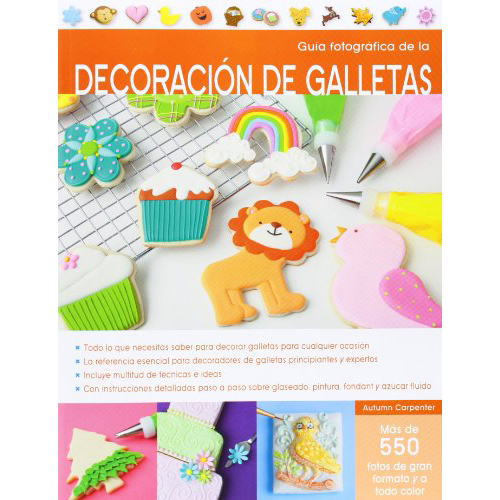 Guía fotográfica de la
DECORACIÓN DE GALLETAS
Todo lo que necesitas saber para decorar galletas para cualquier ocasión
La referencia esencial para decoradores de galletas principiantes y expertos
Incluye multitud de técnicas e ideas
Con instrucciones detalladas paso a paso sobre glaseado, pintura, fondant y azúcar fluido
Autumn Carpenter
Más de
550
fotos de gran
formato y a
todo color